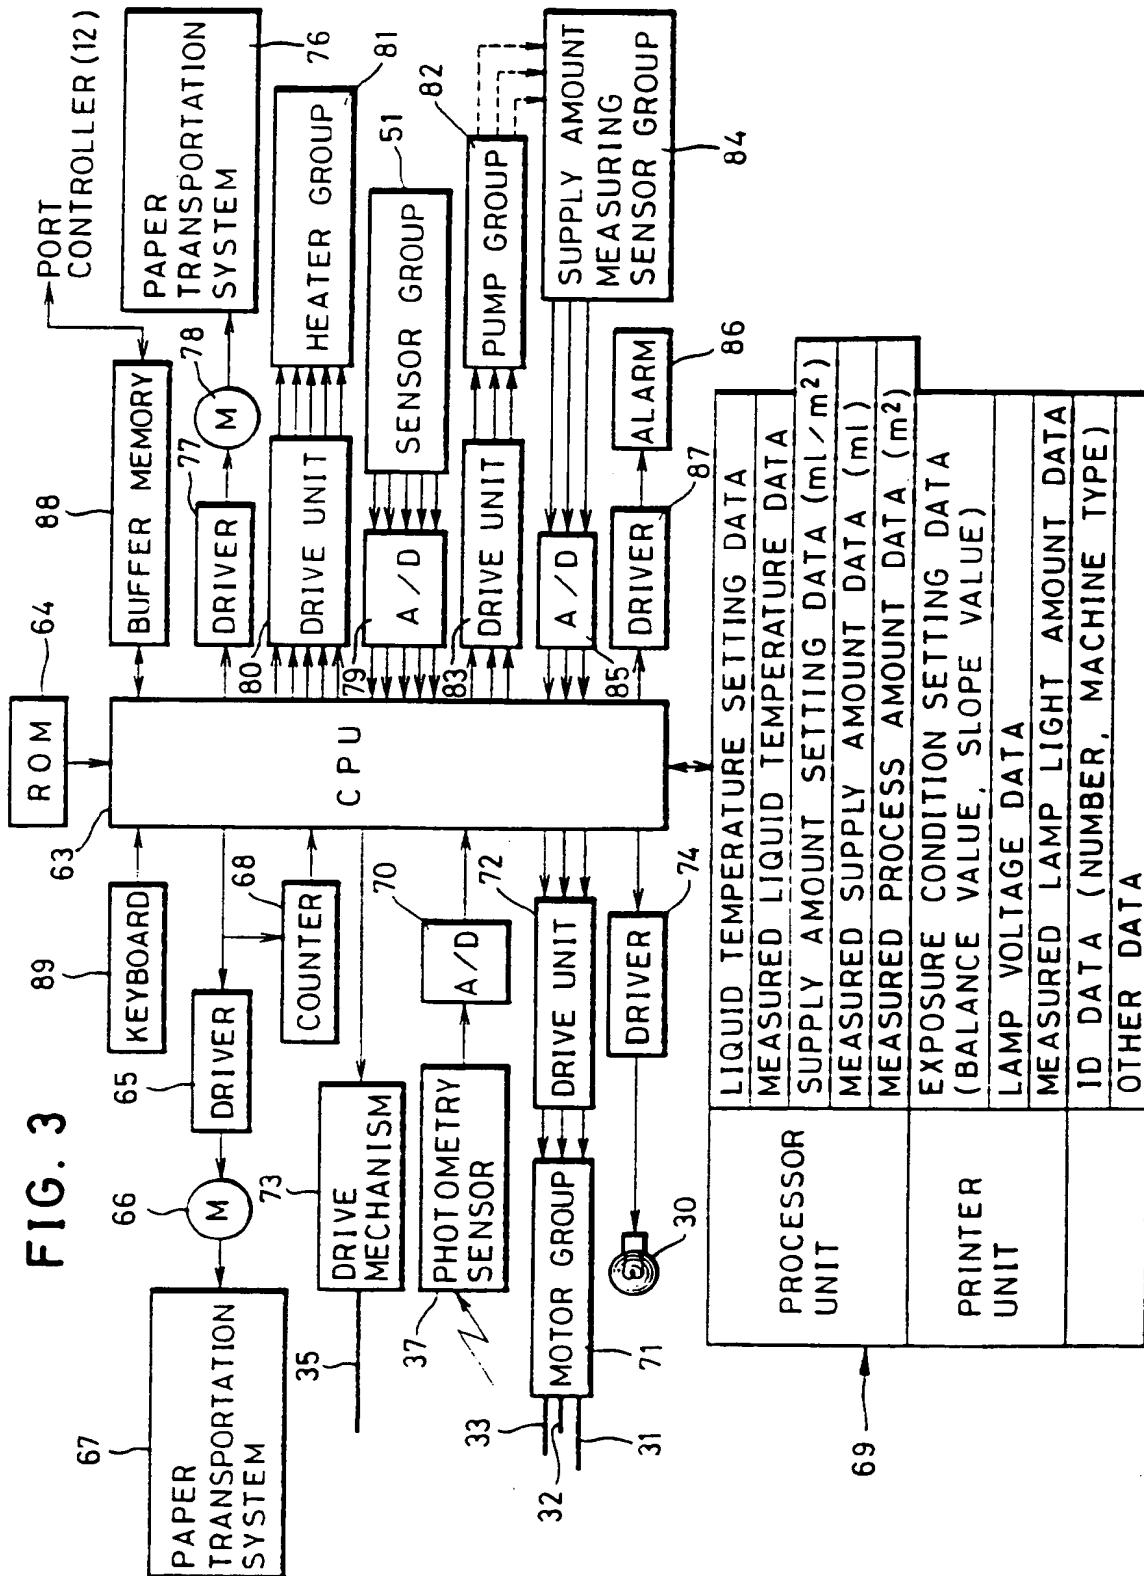 FIG. 3
67
PAPER
TRANSPORTATION
SYSTEM
66
M
65
DRIVER
89
KEYBOARD
63
ROM
64
CPU
68
COUNTER
35
73
DRIVE
MECHANISM
37
PHOTOMETRY
SENSOR
70
A/D
33
32
31
71
MOTOR GROUP
72
DRIVE UNIT
30
74
DRIVER
88
BUFFER MEMORY
PORT
CONTROLLER (12)
77
DRIVER
78
M
PAPER
TRANSPORTATION
SYSTEM
76
80
DRIVE UNIT
HEATER GROUP
81
79
A/D
SENSOR GROUP
51
83
DRIVE UNIT
PUMP GROUP
82
85
A/D
SUPPLY AMOUNT
MEASURING
SENSOR GROUP
84
DRIVER
87
ALARM
86
69
PROCESSOR
UNIT
LIQUID TEMPERATURE SETTING DATA
MEASURED LIQUID TEMPERATURE DATA
SUPPLY AMOUNT SETTING DATA (ml/m²)
MEASURED SUPPLY AMOUNT DATA (ml)
MEASURED PROCESS AMOUNT DATA (m²)
PRINTER
UNIT
EXPOSURE CONDITION SETTING DATA
(BALANCE VALUE, SLOPE VALUE)
LAMP VOLTAGE DATA
MEASURED LAMP LIGHT AMOUNT DATA
ID DATA (NUMBER, MACHINE TYPE)
OTHER DATA